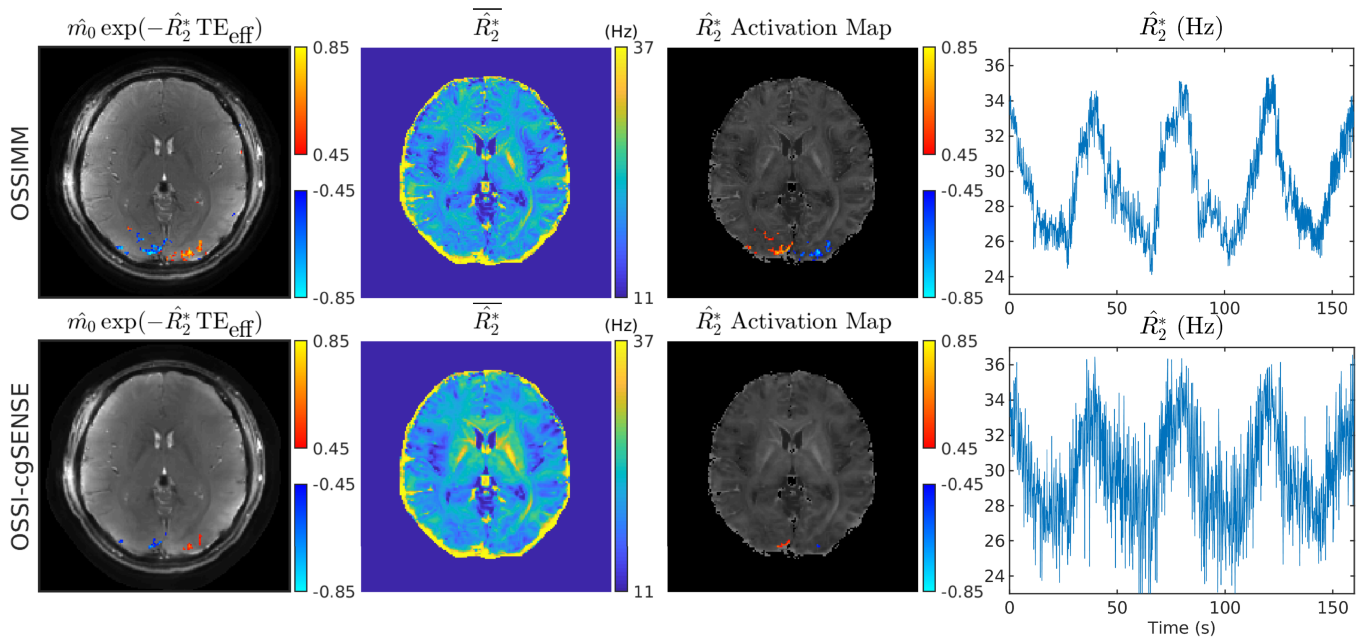 m̂₀ exp(−R̂₂* TE_eff)
R̂₂* (Hz)
R̂₂* Activation Map
R̂₂* (Hz)
OSSIMM
0.85
0.45
-0.45
-0.85
37
11
0.85
0.45
-0.45
-0.85
36
34
32
30
28
26
24
0 50 100 150
m̂₀ exp(−R̂₂* TE_eff)
R̂₂* (Hz)
R̂₂* Activation Map
R̂₂* (Hz)
OSSI-cgSENSE
0.85
0.45
-0.45
-0.85
37
11
0.85
0.45
-0.45
-0.85
36
34
32
30
28
26
24
0 50 100 150
Time (s)